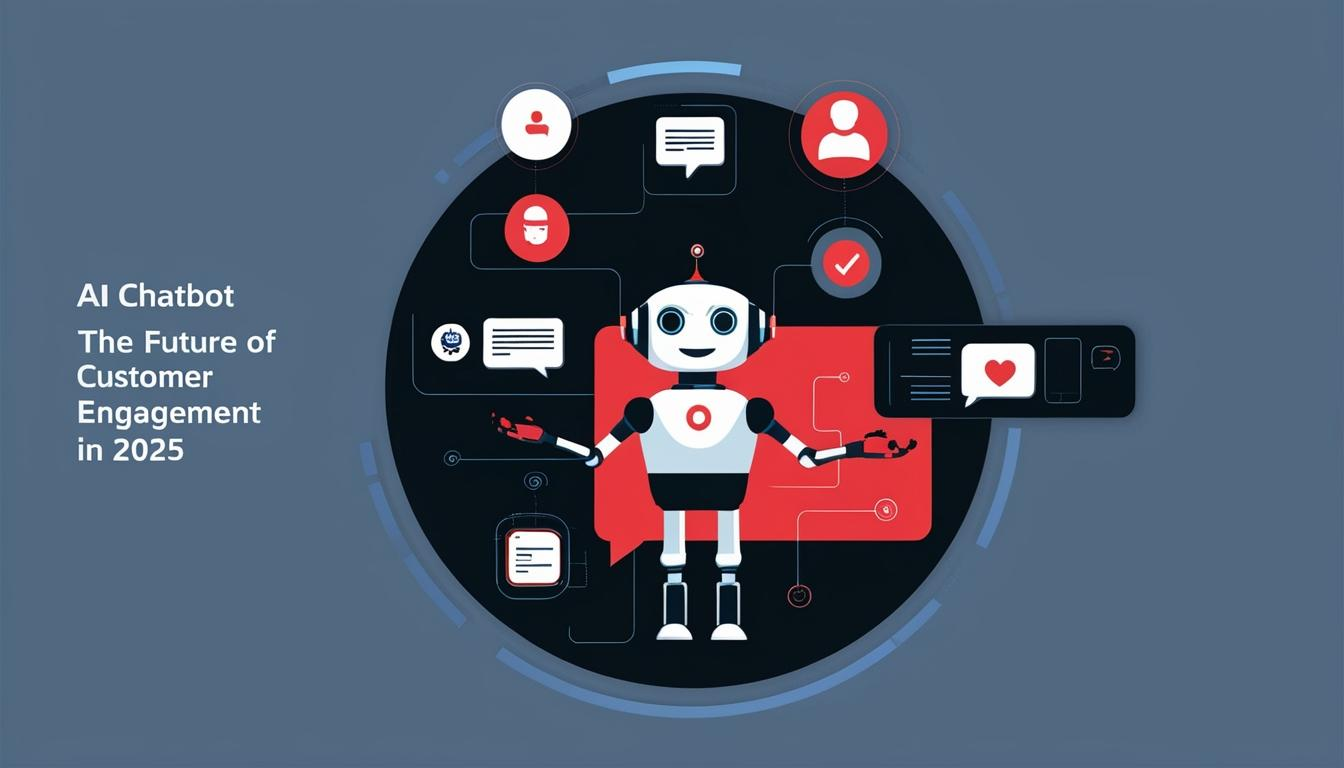 AI Chatbot
The Future of
Customer
Engagement
in 2025